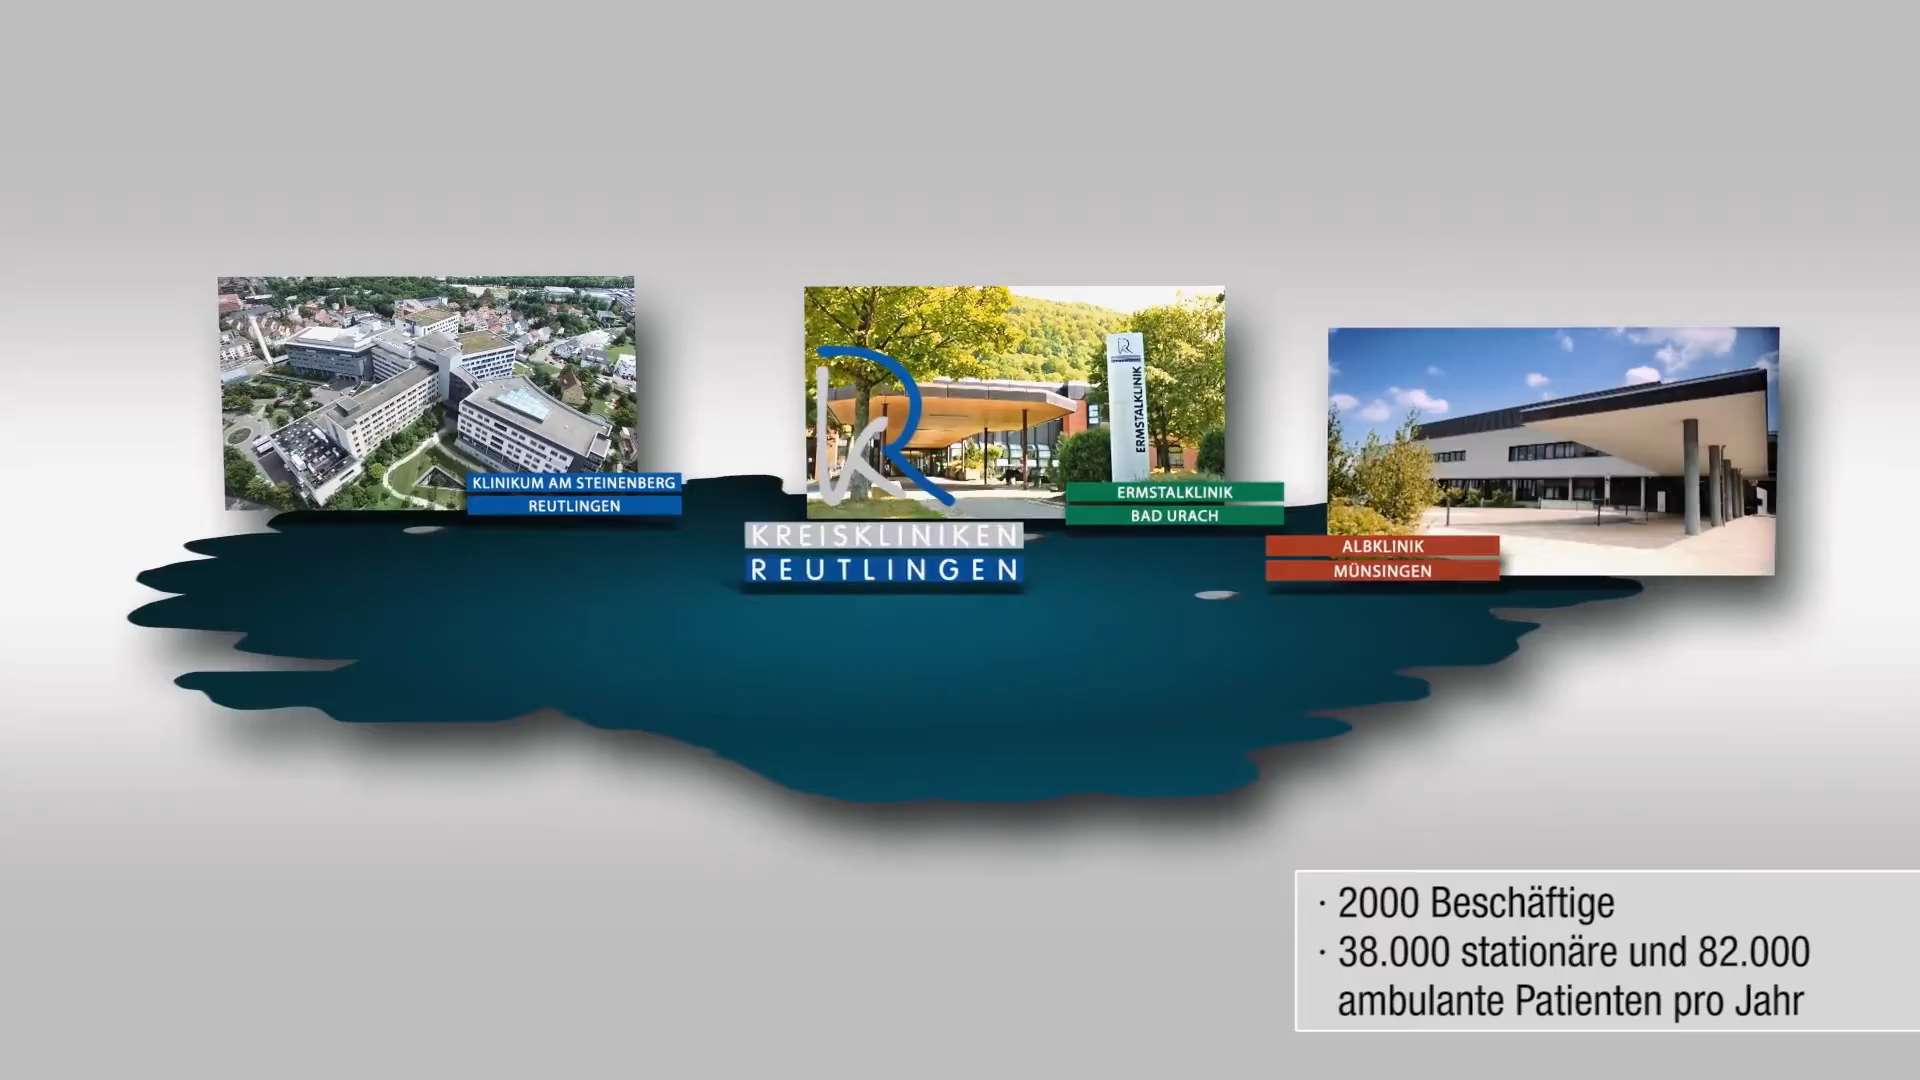 KLINIKUM AM STEINENBERG
REUTLINGEN
KREISKLINIKEN
REUTLINGEN
ERMSTALKLINIK
ERMSTALKLINIK
BAD URACH
ALBKLINIK
MÜNSINGEN
· 2000 Beschäftige
· 38.000 stationäre und 82.000
ambulante Patienten pro Jahr